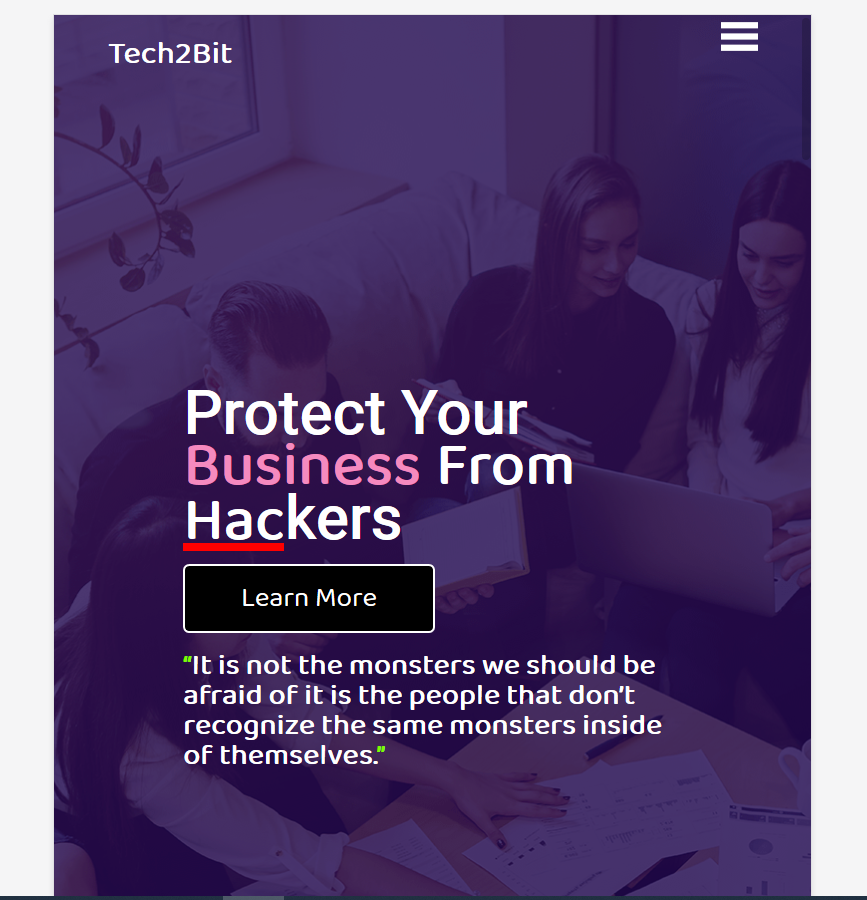 Tech2Bit
Protect Your
Business From
Hackers
Learn More
“It is not the monsters we should be
afraid of it is the people that don’t
recognize the same monsters inside
of themselves.”